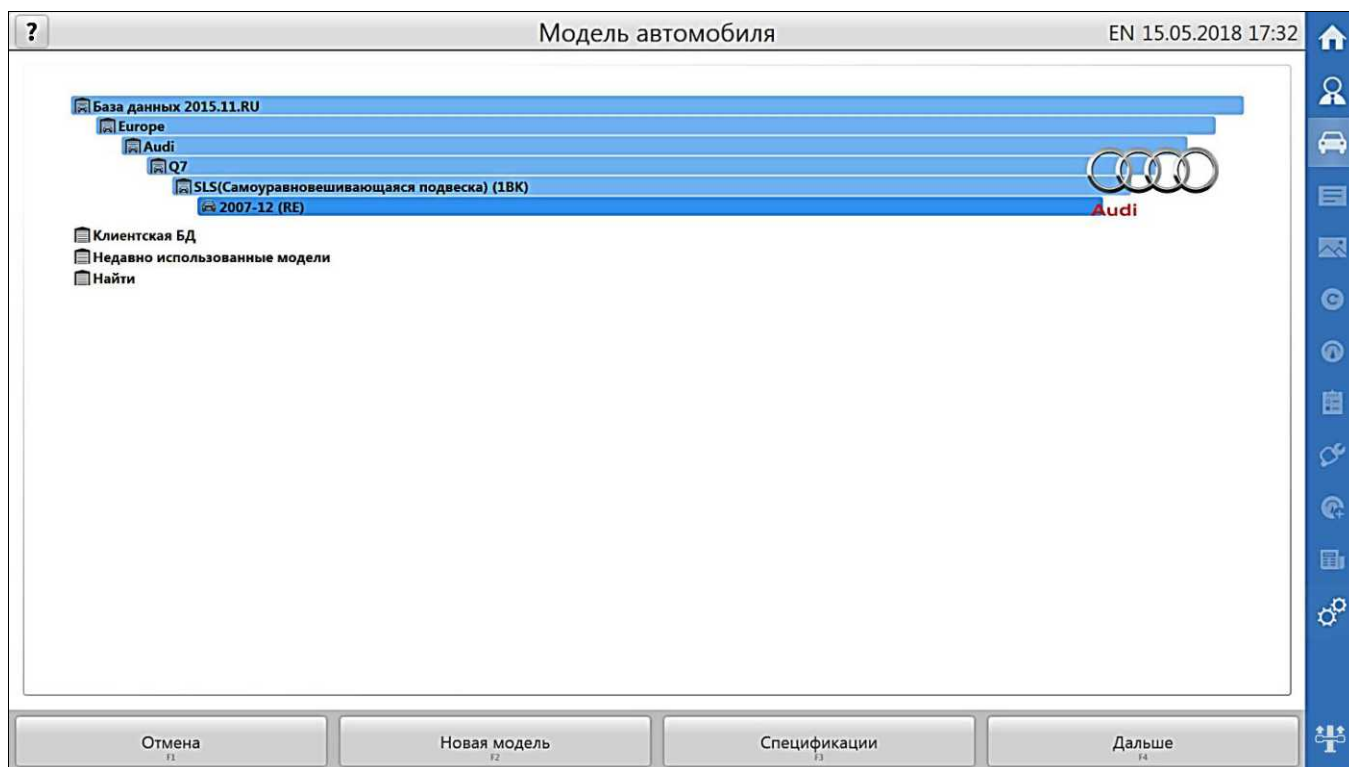 ?
Модель автомобиля
EN 15.05.2018 17:32
База данных 2015.11.RU
Europe
Audi
Q7
SLS(Самоуравновешивающаяся подвеска) (1BK)
2007-12 (RE)
Audi
Клиентская БД
Недавно использованные модели
Найти
Отмена
F1
Новая модель
F2
Спецификации
F3
Дальше
F4